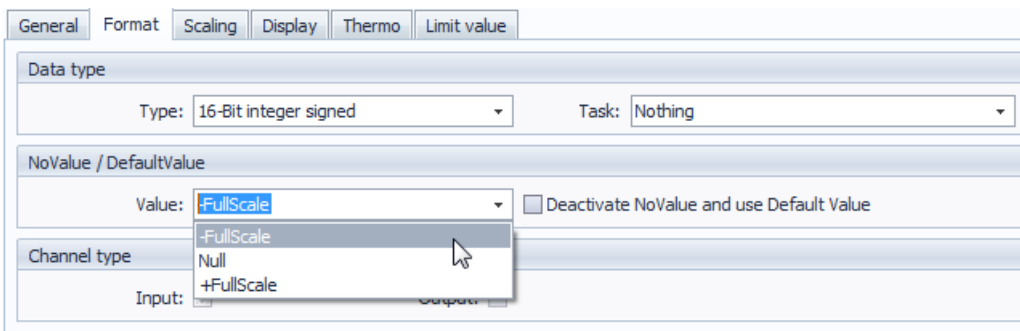 General Format Scaling Display Thermo Limit value
Data type
Type: 16-Bit integer signed Task: Nothing
NoValue / DefaultValue
Value: -FullScale Deactivate NoValue and use Default Value
-FullScale
Null
+FullScale
Channel type
Input: Output: